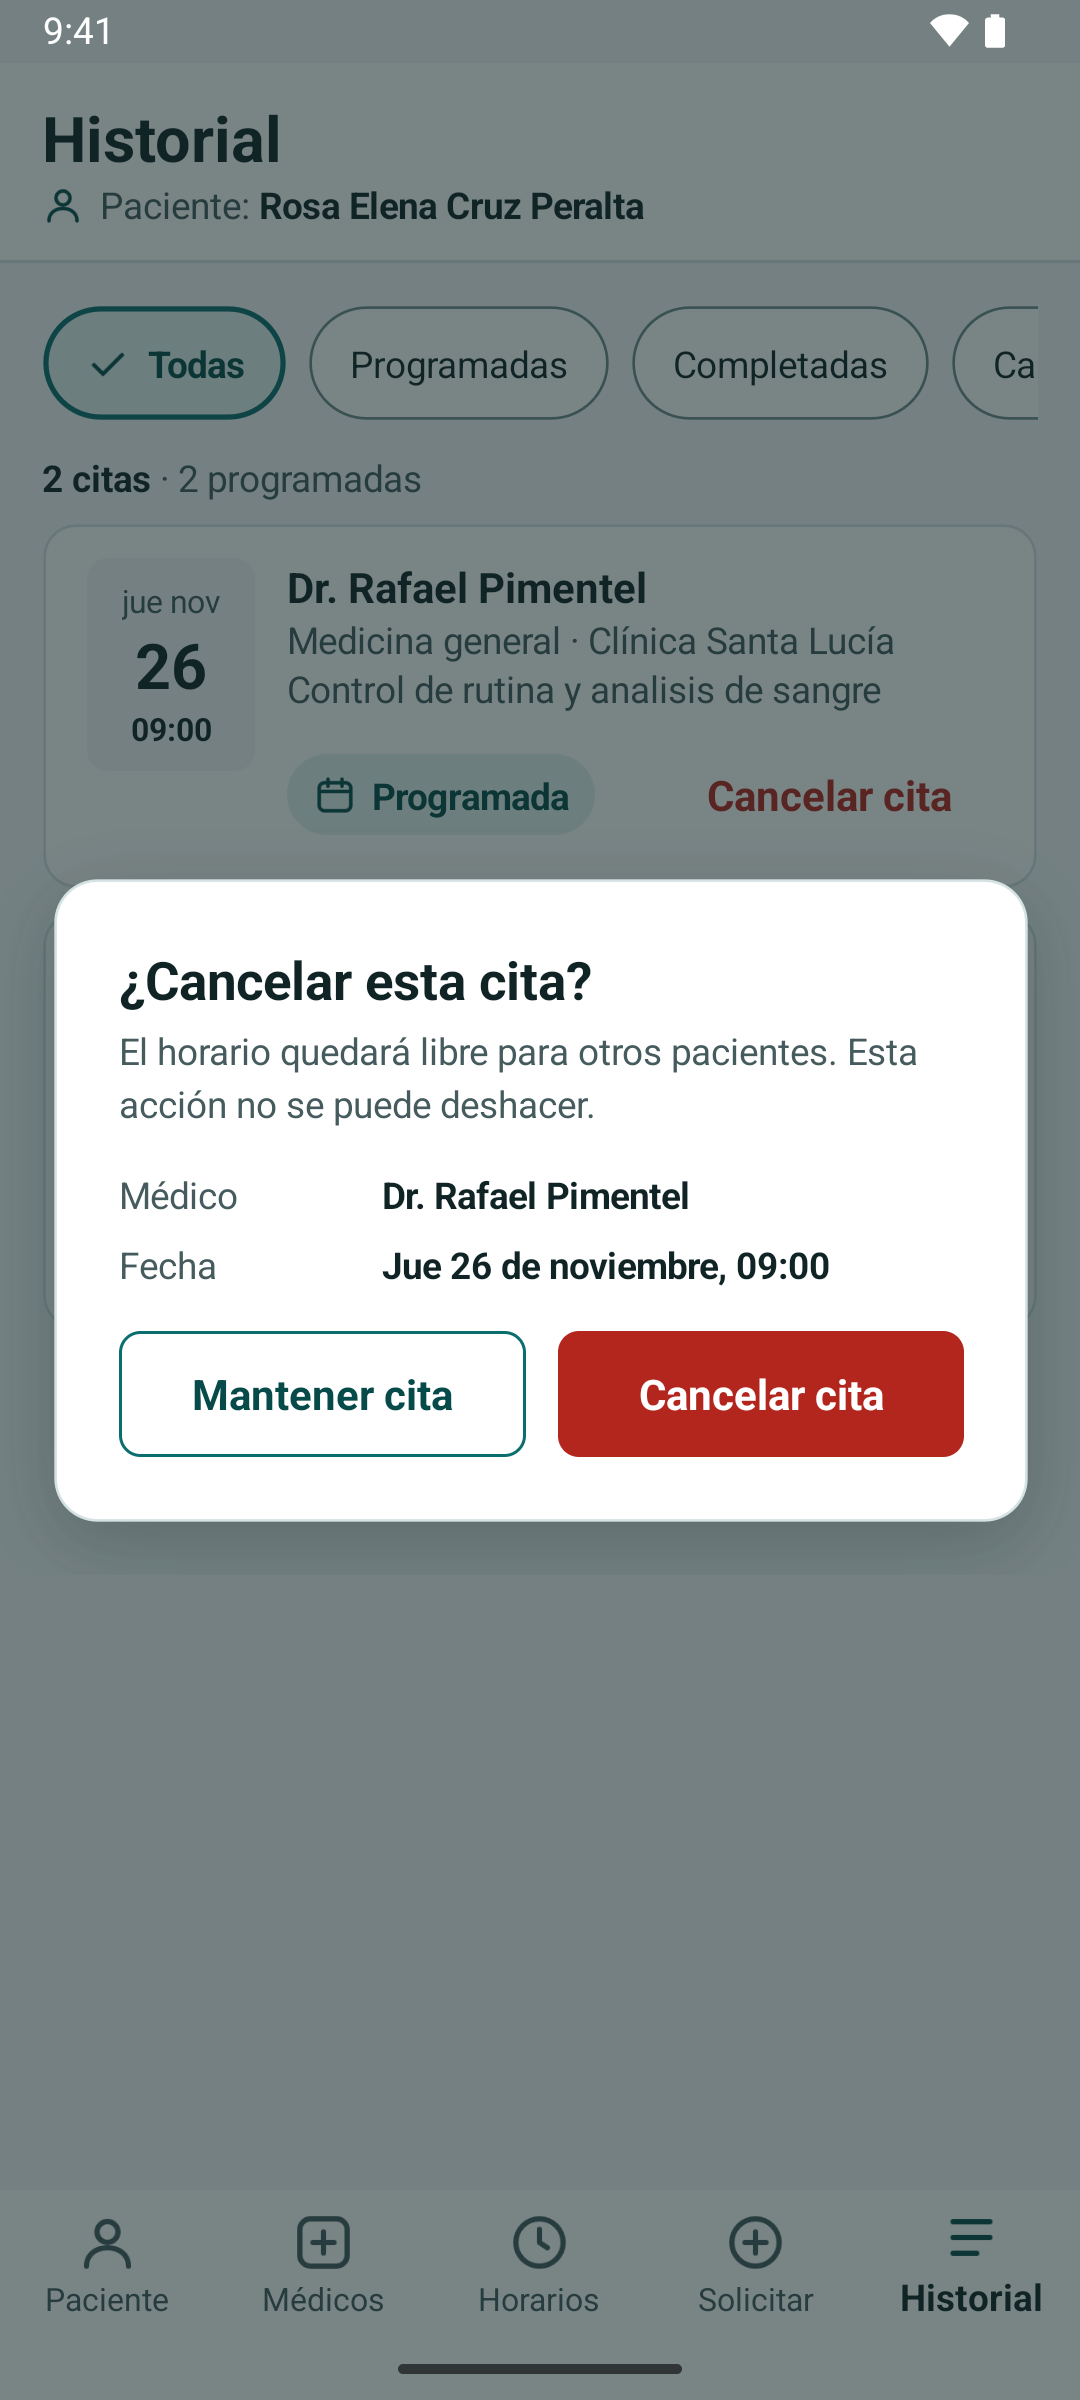 9:41
Historial
Paciente: Rosa Elena Cruz Peralta
Todas
Programadas
Completadas
Ca
2 citas · 2 programadas
jue nov
26
09:00
Dr. Rafael Pimentel
Medicina general · Clínica Santa Lucía
Control de rutina y analisis de sangre
Programada
Cancelar cita
¿Cancelar esta cita?
El horario quedará libre para otros pacientes. Esta
acción no se puede deshacer.
Médico
Dr. Rafael Pimentel
Fecha
Jue 26 de noviembre, 09:00
Mantener cita
Cancelar cita
Paciente
Médicos
Horarios
Solicitar
Historial